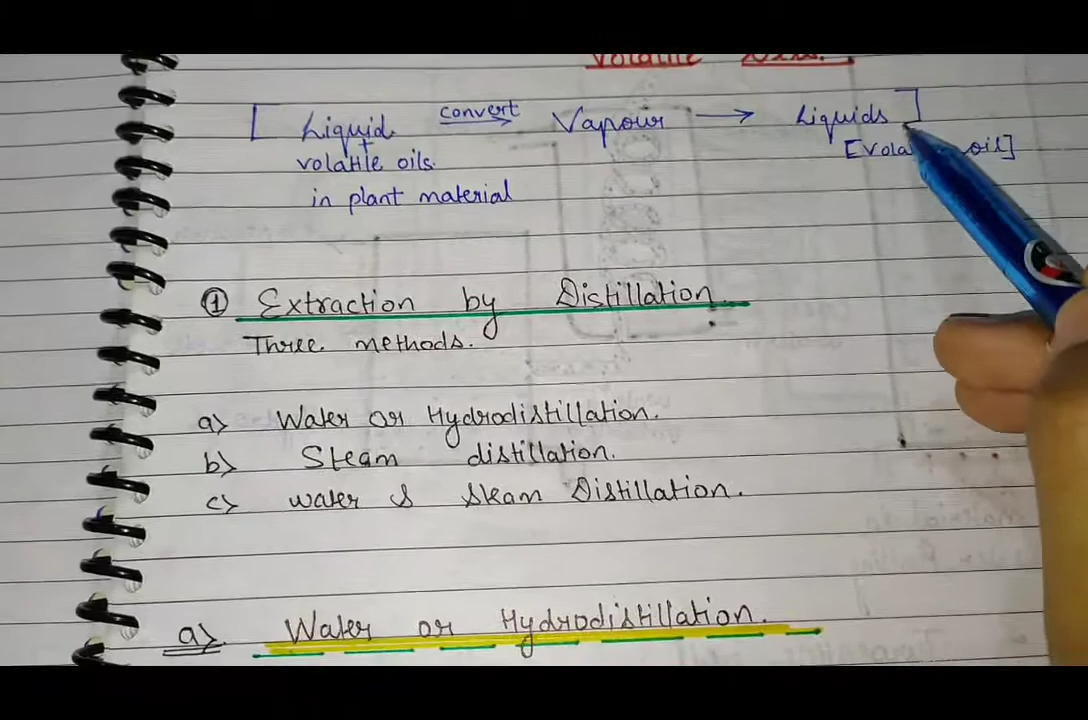 Volatile
[ Liquid convert Vapour → Liquids ]
+
volatile oils. [vola oil]
in plant material
① Extraction by Distillation.
Three methods.
a> Water or Hydrodistillation.
b> Steam distillation.
c> water & Steam Distillation.
a>. Water or Hydrodistillation.